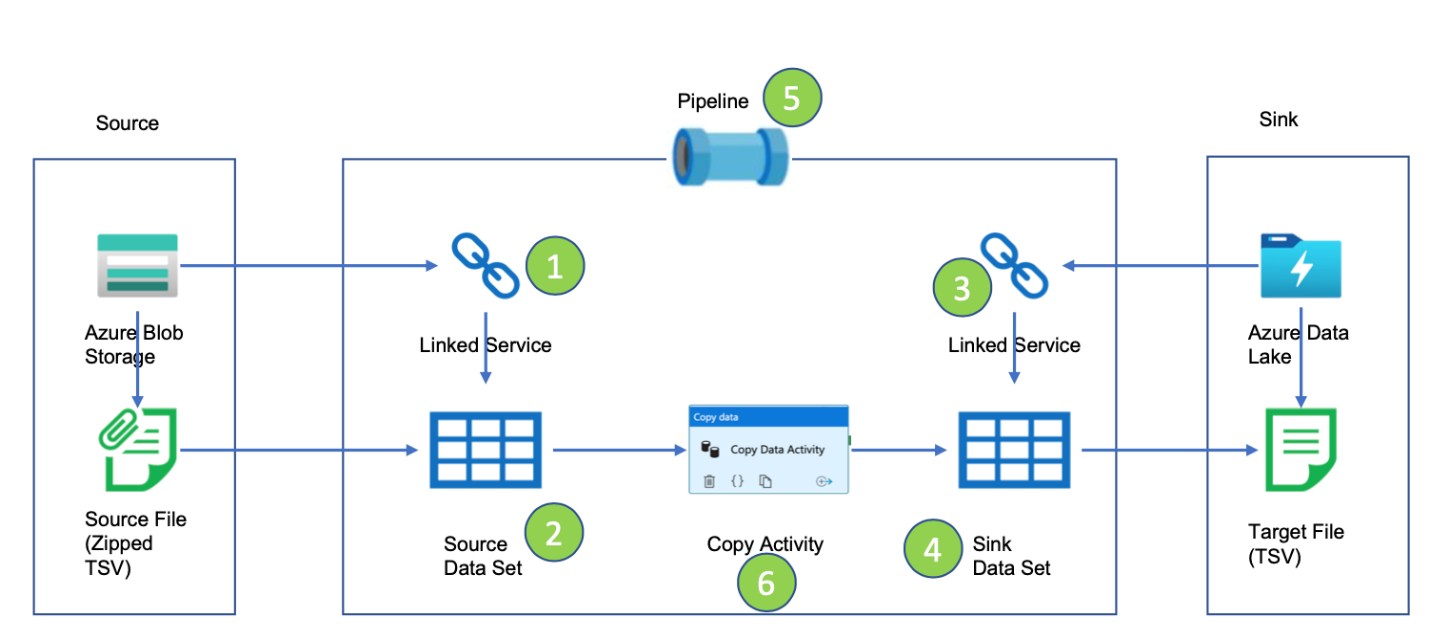 Pipeline 5
Source
Sink
1
3
Azure Blob
Storage
Linked Service
Linked Service
Azure Data
Lake
Copy data
Copy Data Activity
{}
Source File
(Zipped
TSV)
2
Source
Data Set
Copy Activity
6
4
Sink
Data Set
Target File
(TSV)